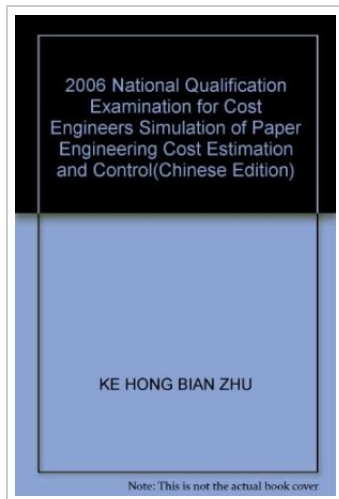 2006 National Qualification
Examination for Cost
Engineers Simulation of Paper
Engineering Cost Estimation
and Control(Chinese Edition)
KE HONG BIAN ZHU
Note: This is not the actual book cover